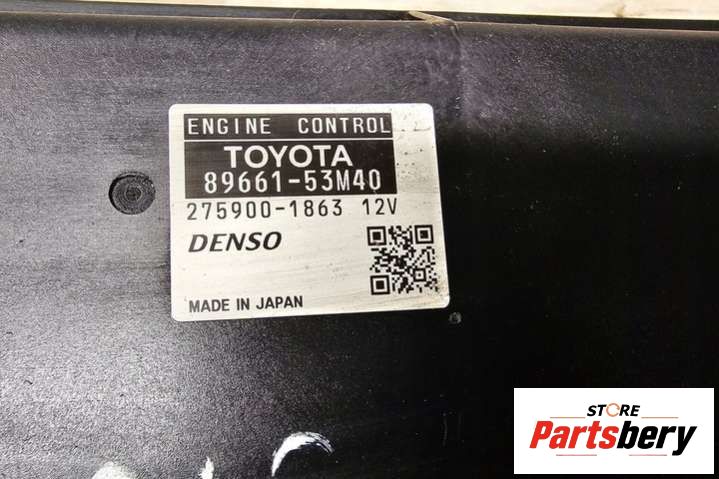 ENGINE CONTROL
TOYOTA
89661-53M40
275900-1863 12V
DENSO
MADE IN JAPAN
STORE
Partsbery